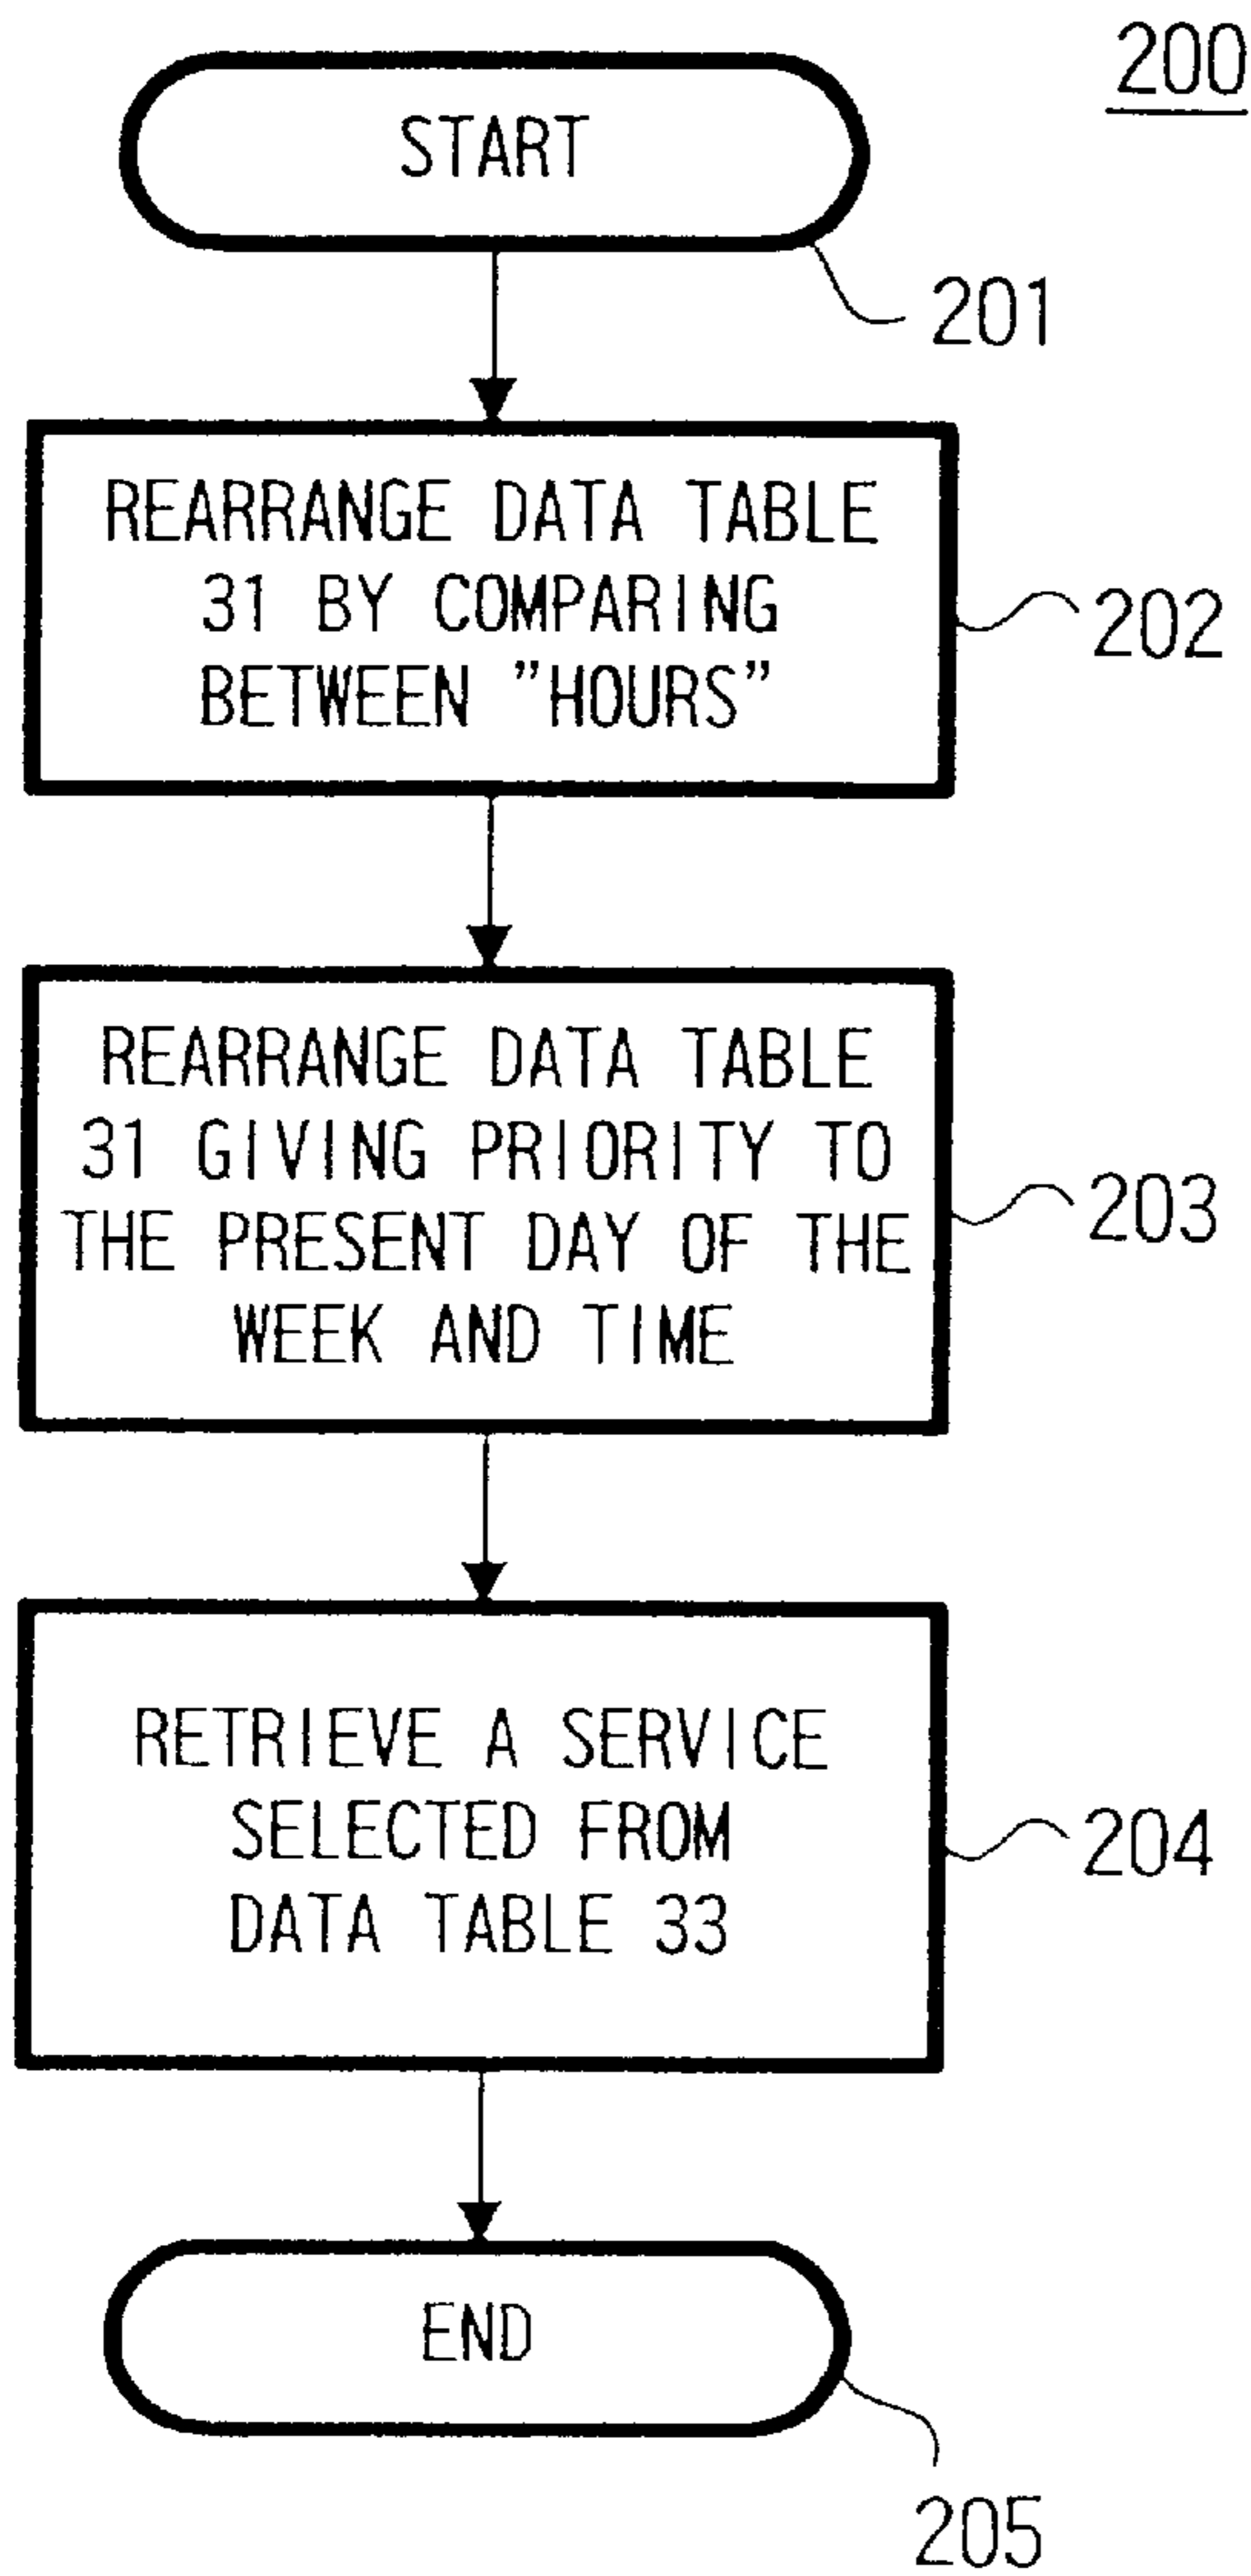 200
START
201
REARRANGE DATA TABLE
31 BY COMPARING
BETWEEN "HOURS"
202
REARRANGE DATA TABLE
31 GIVING PRIORITY TO
THE PRESENT DAY OF THE
WEEK AND TIME
203
RETRIEVE A SERVICE
SELECTED FROM
DATA TABLE 33
204
END
205